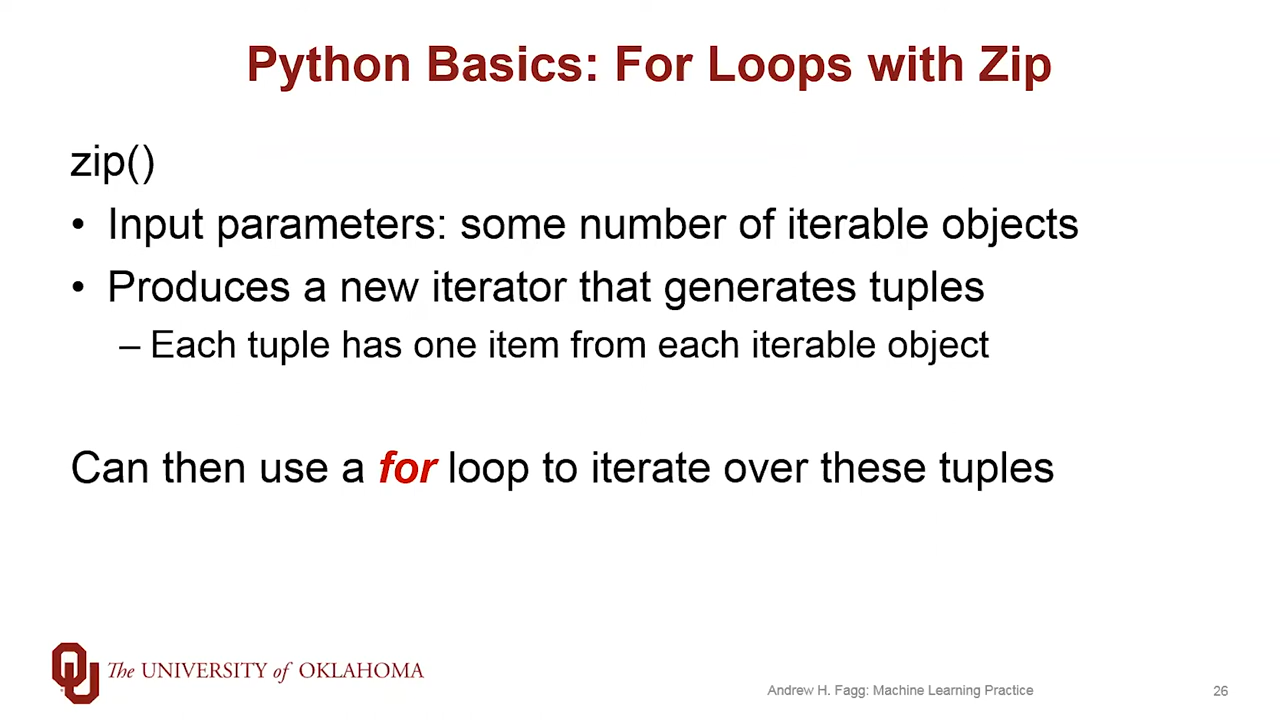 Python Basics: For Loops with Zip
zip()
• Input parameters: some number of iterable objects
• Produces a new iterator that generates tuples
– Each tuple has one item from each iterable object
Can then use a for loop to iterate over these tuples
The UNIVERSITY of OKLAHOMA
Andrew H. Fagg: Machine Learning Practice
26